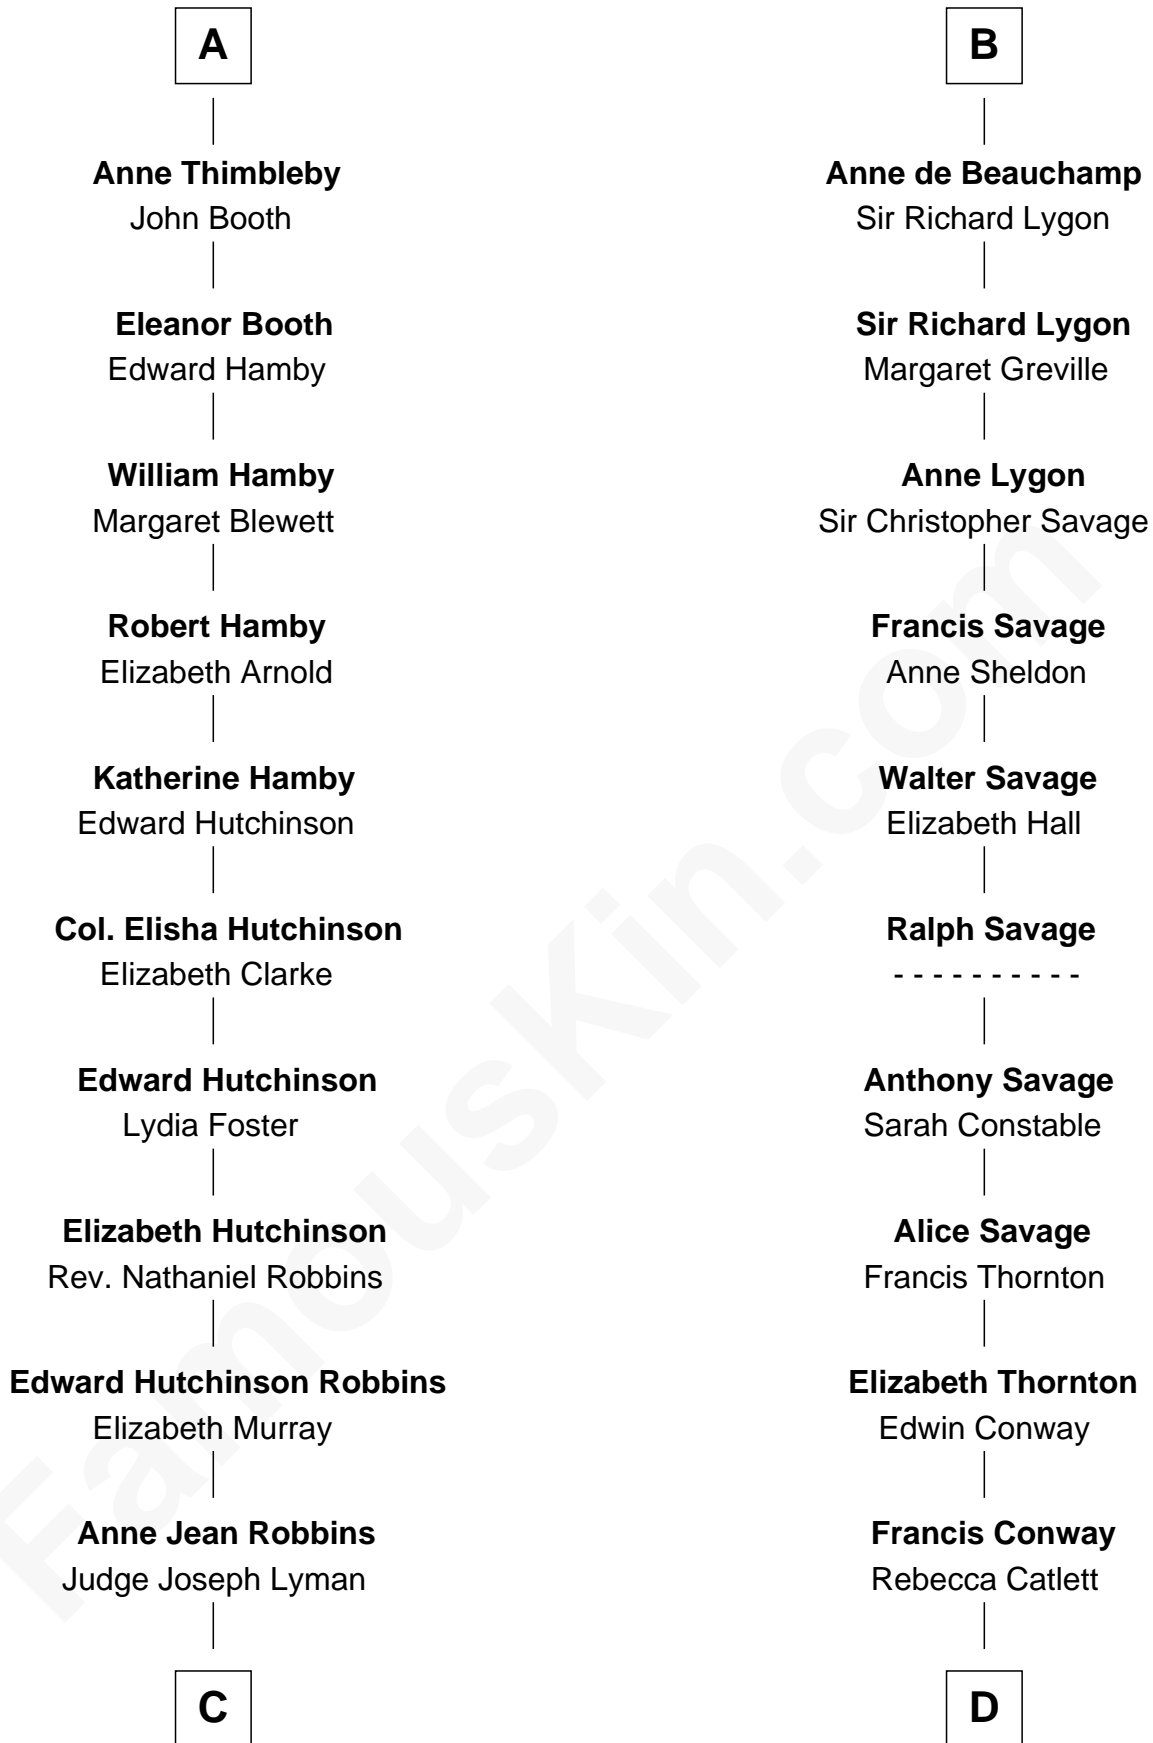 A
Anne Thimbleby
John Booth
Eleanor Booth
Edward Hamby
William Hamby
Margaret Blewett
Robert Hamby
Elizabeth Arnold
Katherine Hamby
Edward Hutchinson
Col. Elisha Hutchinson
Elizabeth Clarke
Edward Hutchinson
Lydia Foster
Elizabeth Hutchinson
Rev. Nathaniel Robbins
Edward Hutchinson Robbins
Elizabeth Murray
Anne Jean Robbins
Judge Joseph Lyman
C
B
Anne de Beauchamp
Sir Richard Lygon
Sir Richard Lygon
Margaret Greville
Anne Lygon
Sir Christopher Savage
Francis Savage
Anne Sheldon
Walter Savage
Elizabeth Hall
Ralph Savage
- - - - - - - - - -
Anthony Savage
Sarah Constable
Alice Savage
Francis Thornton
Elizabeth Thornton
Edwin Conway
Francis Conway
Rebecca Catlett
D
FamousKin.com